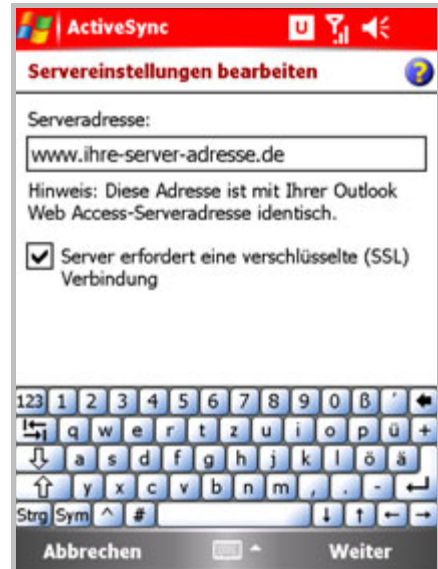 ActiveSync U
Servereinstellungen bearbeiten ?
Serveradresse:
www.ihre-server-adresse.de
Hinweis: Diese Adresse ist mit Ihrer Outlook
Web Access-Serveradresse identisch.
Server erfordert eine verschlüsselte (SSL)
Verbindung
123 1 2 3 4 5 6 7 8 9 0 ß ´
q w e r t z u i o p ü +
a s d f g h j k l ö ä
y x c v b n m , . -
Strg Sym ^ #
Abbrechen Weiter